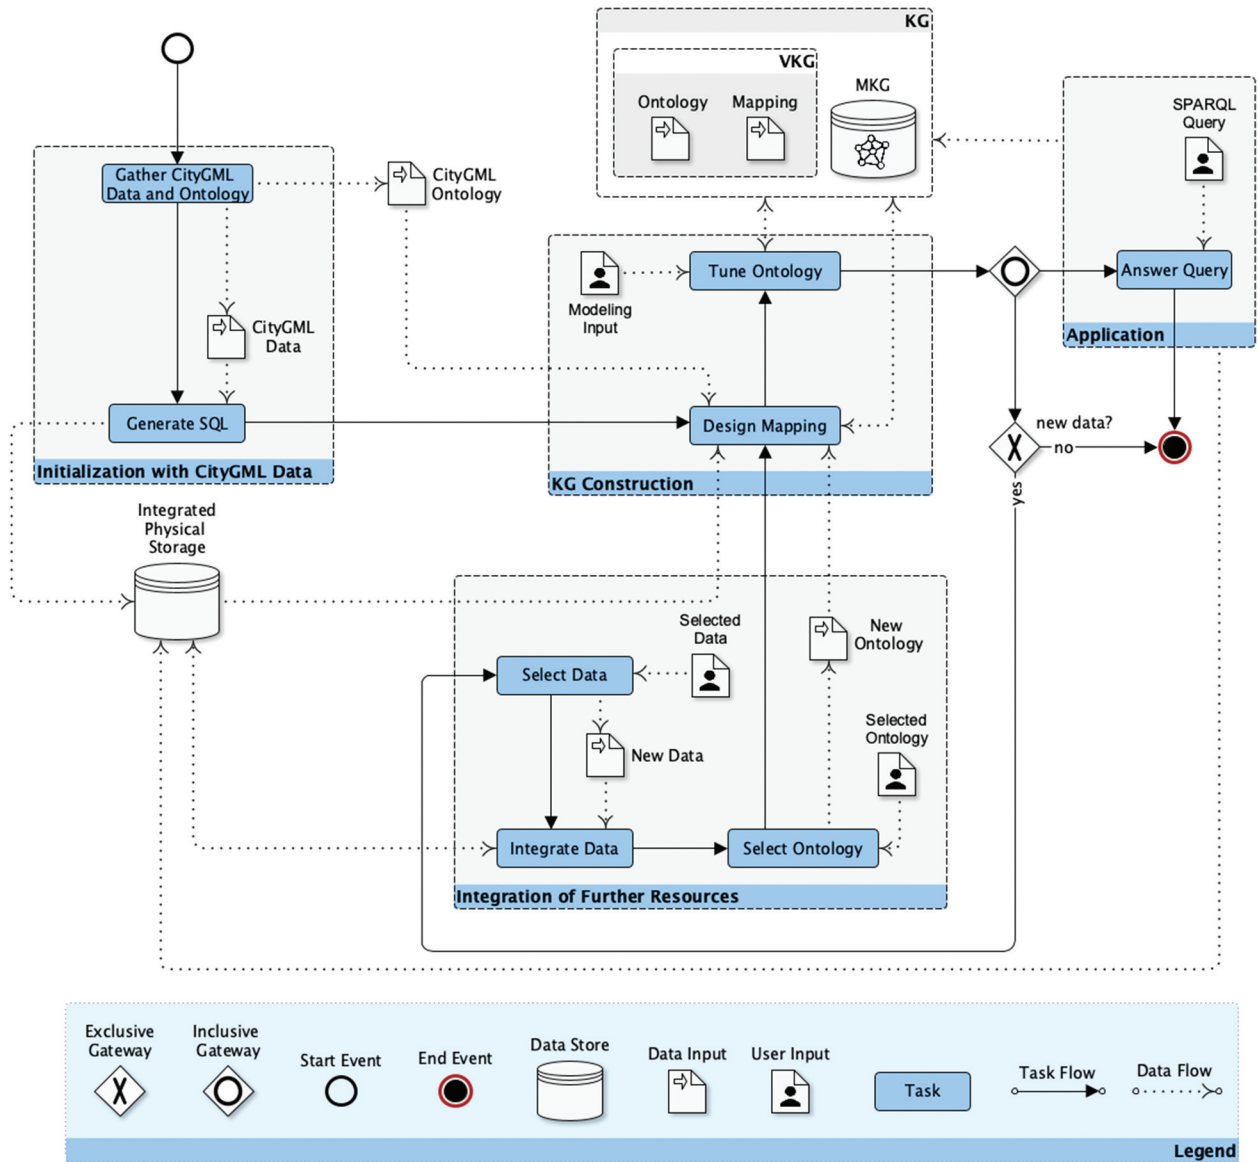 KG
VKG
Ontology
Mapping
MKG
SPARQL
Query
Gather CityGML
Data and Ontology
CityGML
Ontology
Tune Ontology
Answer Query
Modeling
Input
CityGML
Data
Application
Generate SQL
Design Mapping
new data?
no
yes
Initialization with CityGML Data
KG Construction
Integrated
Physical
Storage
Selected
Data
New
Ontology
Select Data
Selected
Ontology
New Data
Integrate Data
Select Ontology
Integration of Further Resources
Exclusive
Gateway
Inclusive
Gateway
Start Event
End Event
Data Store
Data Input
User Input
Task
Task Flow
Data Flow
Legend